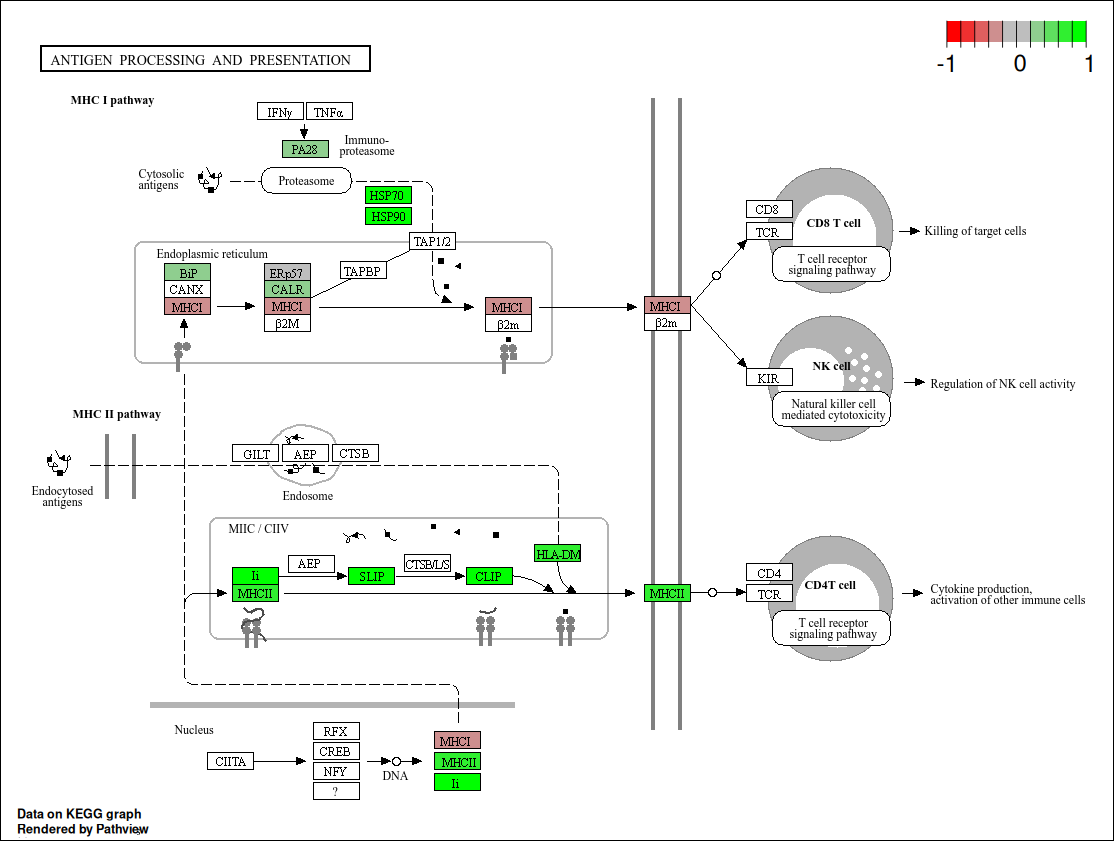 -1
0
1
ANTIGEN PROCESSING AND PRESENTATION
MHC I pathway
IFNγ
TNFα
PA28
Immuno-
proteasome
Cytosolic
antigens
Proteasome
HSP70
HSP90
TAP1/2
Endoplasmic reticulum
BiP
CANX
MHCI
ERp57
CALR
MHCI
β2M
TAPBP
MHCI
β2m
MHCI
β2m
CD8
TCR
CD8 T cell
T cell receptor
signaling pathway
Killing of target cells
KIR
NK cell
Natural killer cell
mediated cytotoxicity
Regulation of NK cell activity
MHC II pathway
Endocytosed
antigens
GILT
AEP
CTSB
Endosome
MIIC / CIIV
Ii
MHCII
AEP
SLIP
CTSB/L/S
CLIP
HLA-DM
MHCII
CD4
TCR
CD4T cell
T cell receptor
signaling pathway
Cytokine production,
activation of other immune cells
Nucleus
CIITA
RFX
CREB
NFY
?
DNA
MHCI
MHCII
Ii
Data on KEGG graph
Rendered by Pathview